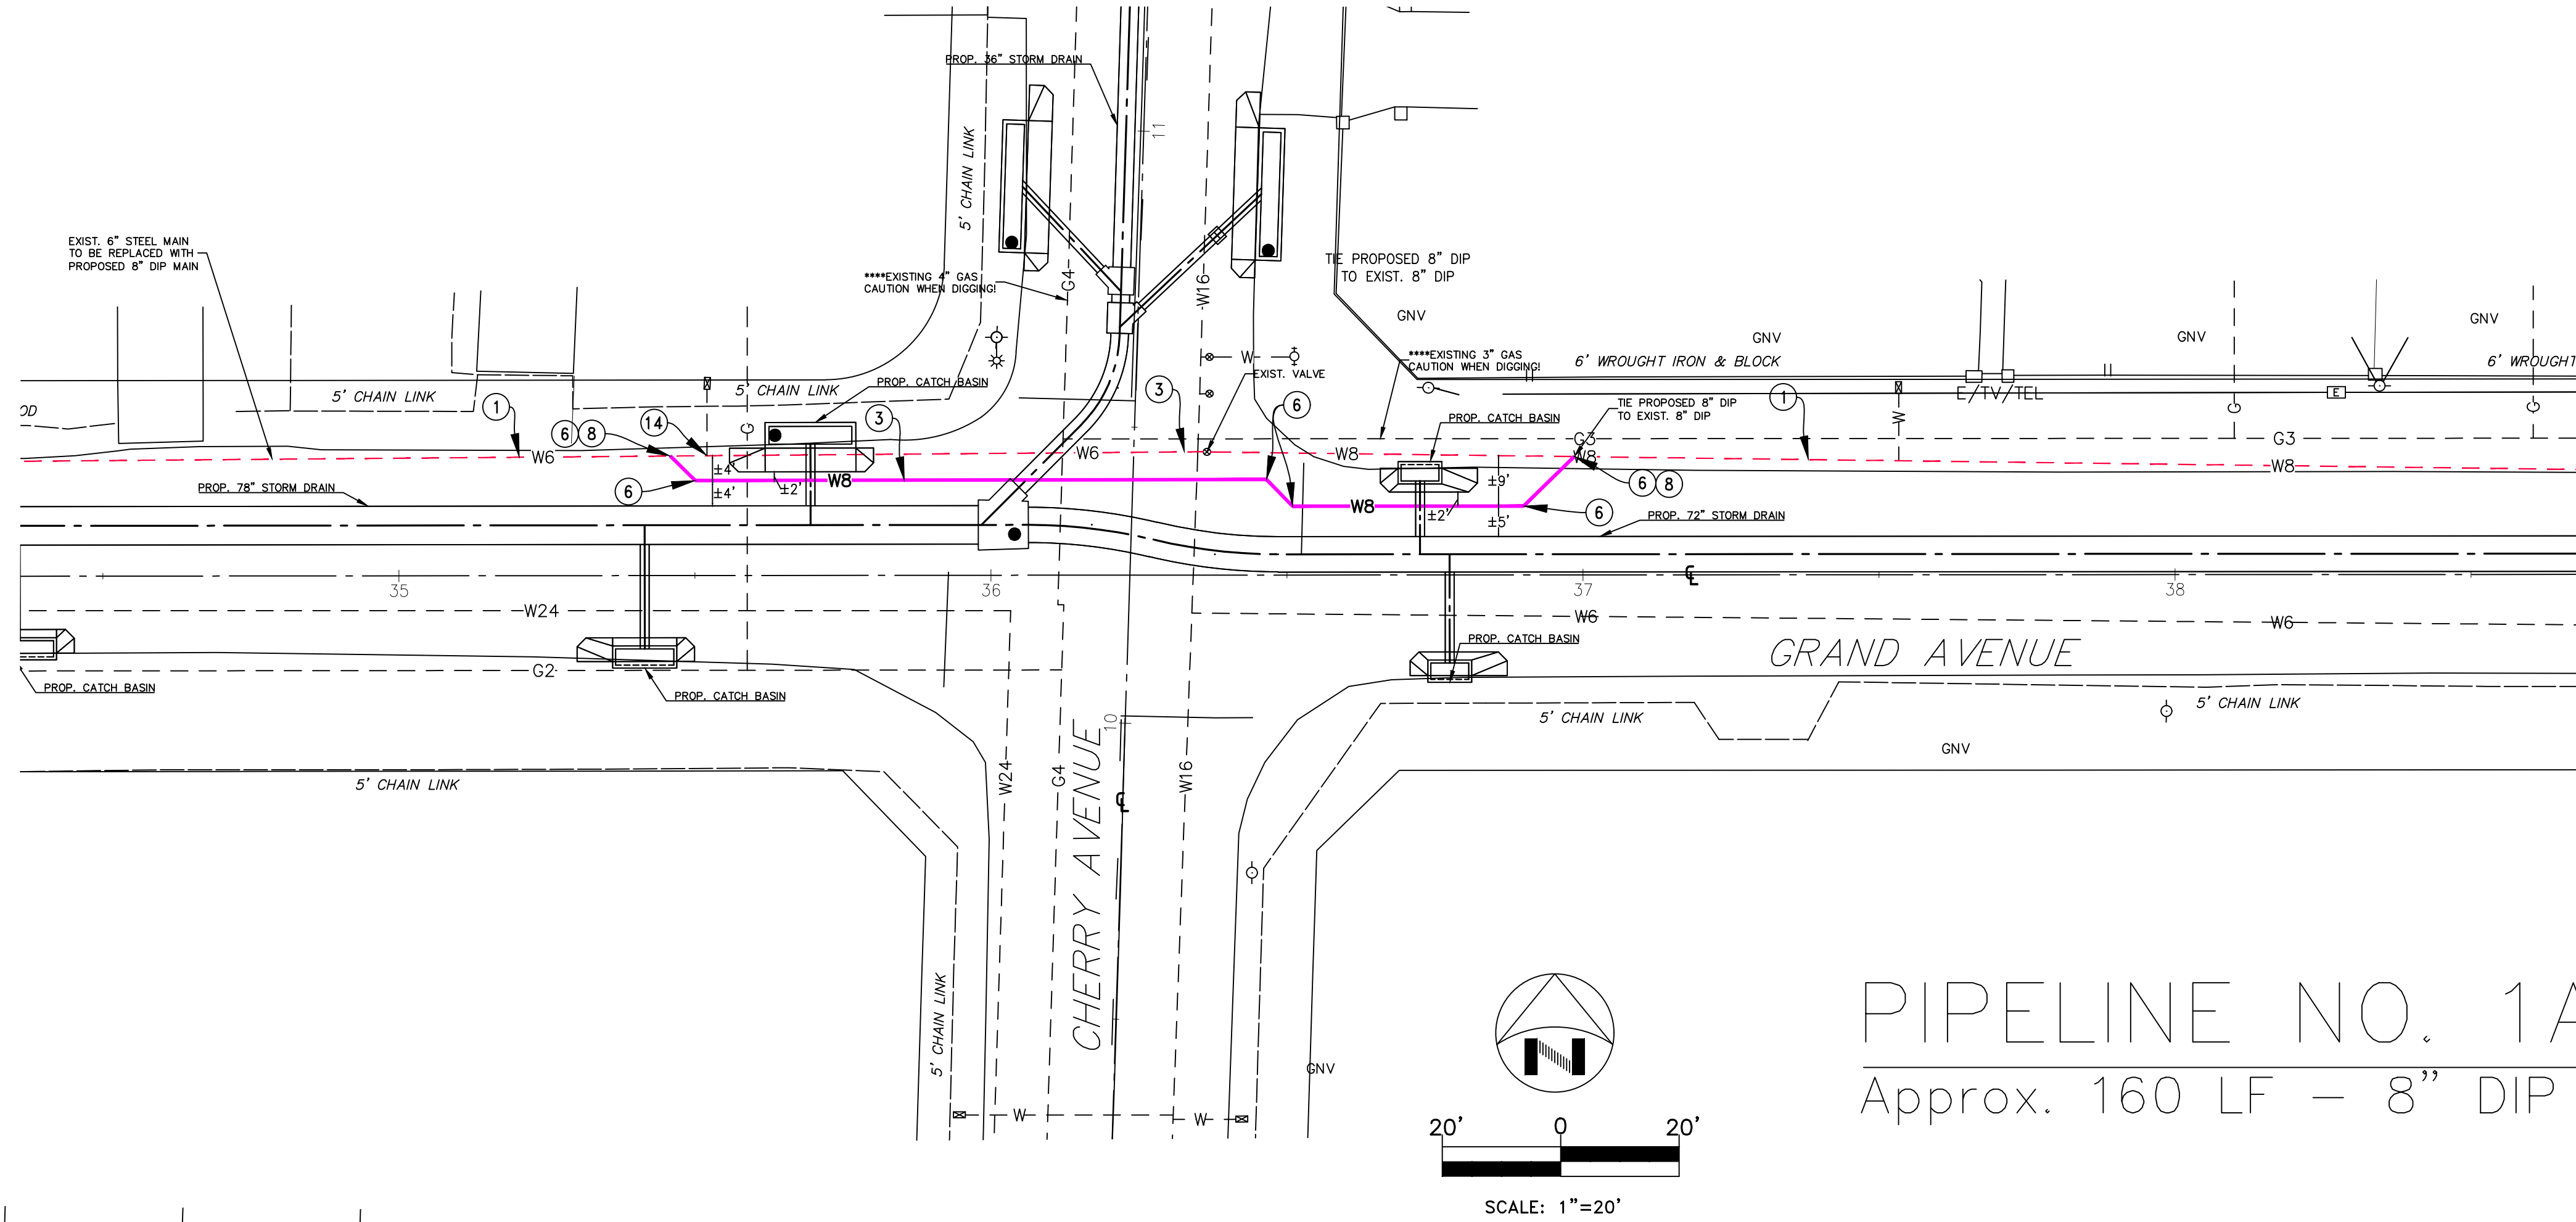 PROP. 36" STORM DRAIN
11
5' CHAIN LINK
EXIST. 6" STEEL MAIN
TO BE REPLACED WITH
PROPOSED 8" DIP MAIN
****EXISTING 4" GAS
CAUTION WHEN DIGGING!
G4
W16
TIE PROPOSED 8" DIP
TO EXIST. 8" DIP
GNV
GNV
GNV
GNV
W
EXIST. VALVE
****EXISTING 3" GAS
CAUTION WHEN DIGGING!
6' WROUGHT IRON & BLOCK
6' WROUGHT
OD
5' CHAIN LINK
5' CHAIN LINK
PROP. CATCH BASIN
E/TV/TEL
E
1
6
8
14
G
3
3
6
PROP. CATCH BASIN
TIE PROPOSED 8" DIP
TO EXIST. 8" DIP
1
W
G
G
W6
W6
W8
G3
W8
G3
W8
±4'
±4'
±2'
W8
6
PROP. 78" STORM DRAIN
W8
±2'
±9'
±5'
6
8
6
PROP. 72" STORM DRAIN
35
36
37
38
℄
W24
W6
W6
G2
PROP. CATCH BASIN
PROP. CATCH BASIN
PROP. CATCH BASIN
GRAND AVENUE
10
5' CHAIN LINK
5' CHAIN LINK
5' CHAIN LINK
GNV
W24
G4
CHERRY AVENUE
℄
W16
5' CHAIN LINK
GNV
W
W
N
20' 0 20'
SCALE: 1"=20'
PIPELINE NO. 1A
Approx. 160 LF - 8" DIP